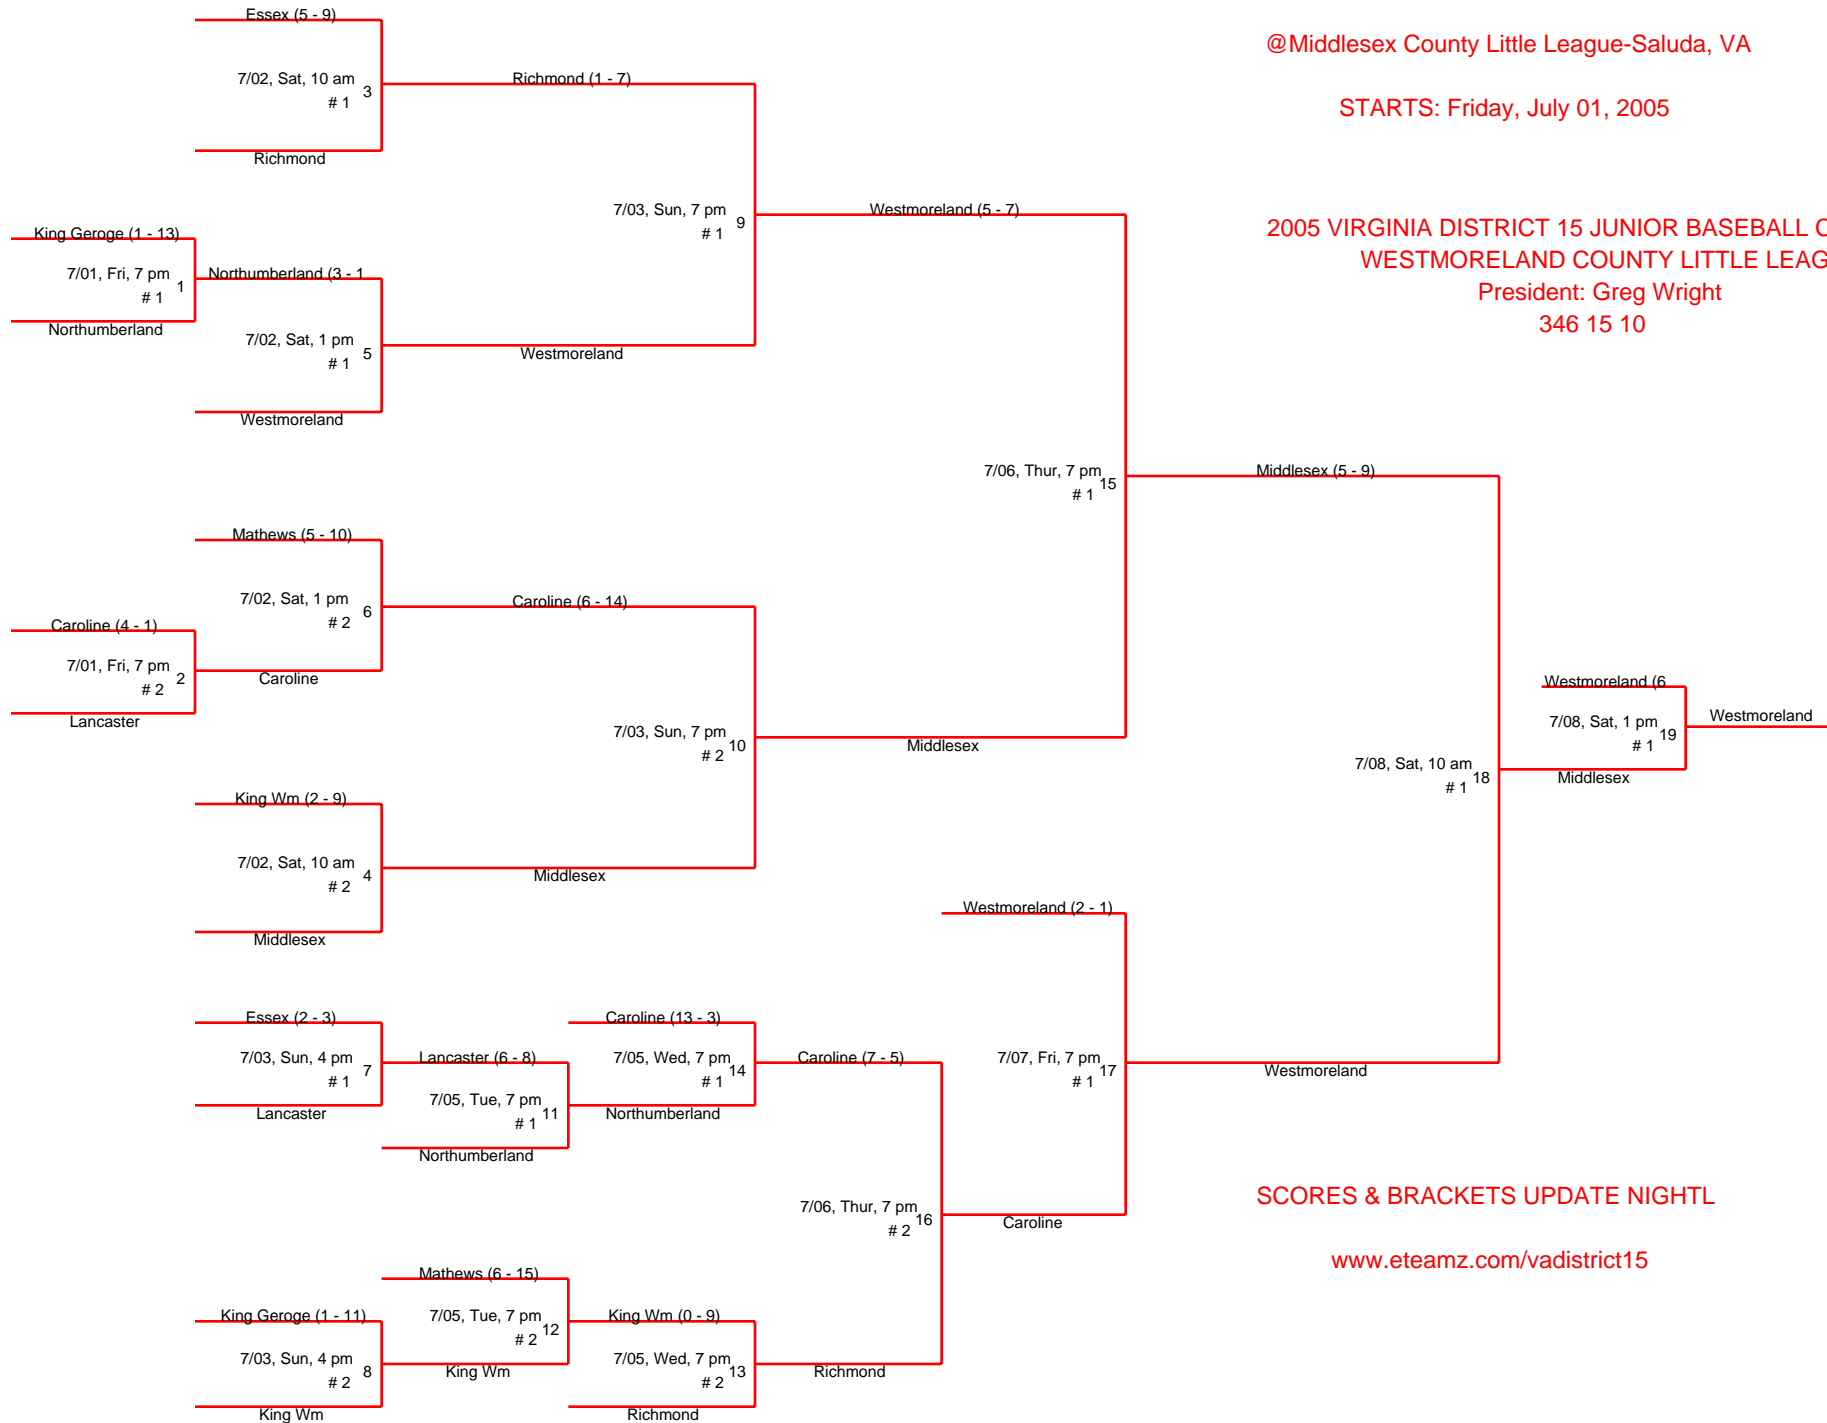 Essex (5 - 9)
@Middlesex County Little League-Saluda, VA
7/02, Sat, 10 am
# 1
3
Richmond (1 - 7)
STARTS: Friday, July 01, 2005
Richmond
7/03, Sun, 7 pm
# 1
9
Westmoreland (5 - 7)
2005 VIRGINIA DISTRICT 15 JUNIOR BASEBALL C
WESTMORELAND COUNTY LITTLE LEAG
President: Greg Wright
346 15 10
King Geroge (1 - 13)
7/01, Fri, 7 pm
# 1
1
Northumberland (3 - 1
Northumberland
7/02, Sat, 1 pm
# 1
5
Westmoreland
Westmoreland
7/06, Thur, 7 pm
# 1
15
Middlesex (5 - 9)
Mathews (5 - 10)
7/02, Sat, 1 pm
# 2
6
Caroline (6 - 14)
Caroline (4 - 1)
7/01, Fri, 7 pm
# 2
2
Caroline
Lancaster
7/03, Sun, 7 pm
# 2
10
Middlesex
Westmoreland (6
7/08, Sat, 1 pm
# 1
19
Westmoreland
7/08, Sat, 10 am
# 1
18
Middlesex
King Wm (2 - 9)
7/02, Sat, 10 am
# 2
4
Middlesex
Middlesex
Westmoreland (2 - 1)
Essex (2 - 3)
7/03, Sun, 4 pm
# 1
7
Lancaster (6 - 8)
Lancaster
7/05, Tue, 7 pm
# 1
11
Northumberland
Caroline (13 - 3)
7/05, Wed, 7 pm
# 1
14
Northumberland
Caroline (7 - 5)
7/07, Fri, 7 pm
# 1
17
Westmoreland
7/06, Thur, 7 pm
# 2
16
Caroline
SCORES & BRACKETS UPDATE NIGHTL
www.eteamz.com/vadistrict15
Mathews (6 - 15)
King Geroge (1 - 11)
7/05, Tue, 7 pm
# 2
12
King Wm (0 - 9)
7/03, Sun, 4 pm
# 2
8
King Wm
7/05, Wed, 7 pm
# 2
13
Richmond
King Wm
Richmond